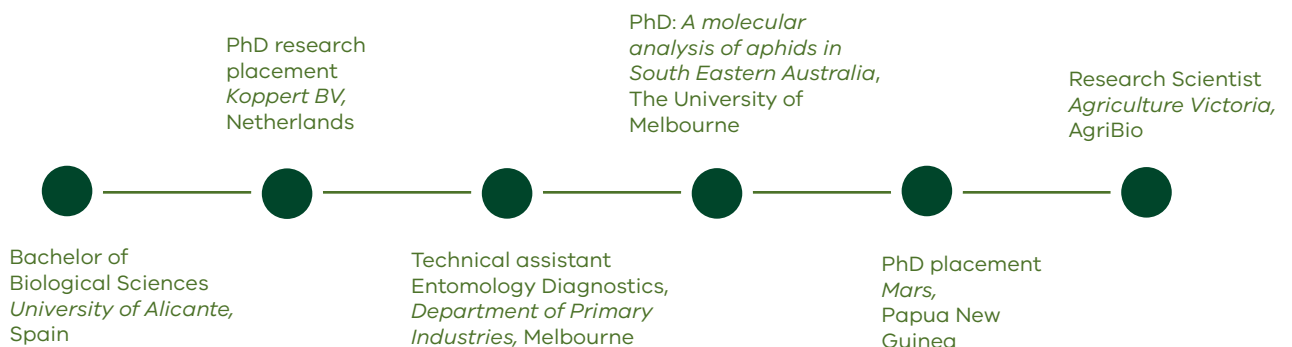 Bachelor of
Biological Sciences
University of Alicante,
Spain
PhD research
placement
Koppert BV,
Netherlands
Technical assistant
Entomology Diagnostics,
Department of Primary
Industries, Melbourne
PhD: A molecular
analysis of aphids in
South Eastern Australia,
The University of
Melbourne
PhD placement
Mars,
Papua New
Guinea
Research Scientist
Agriculture Victoria,
AgriBio